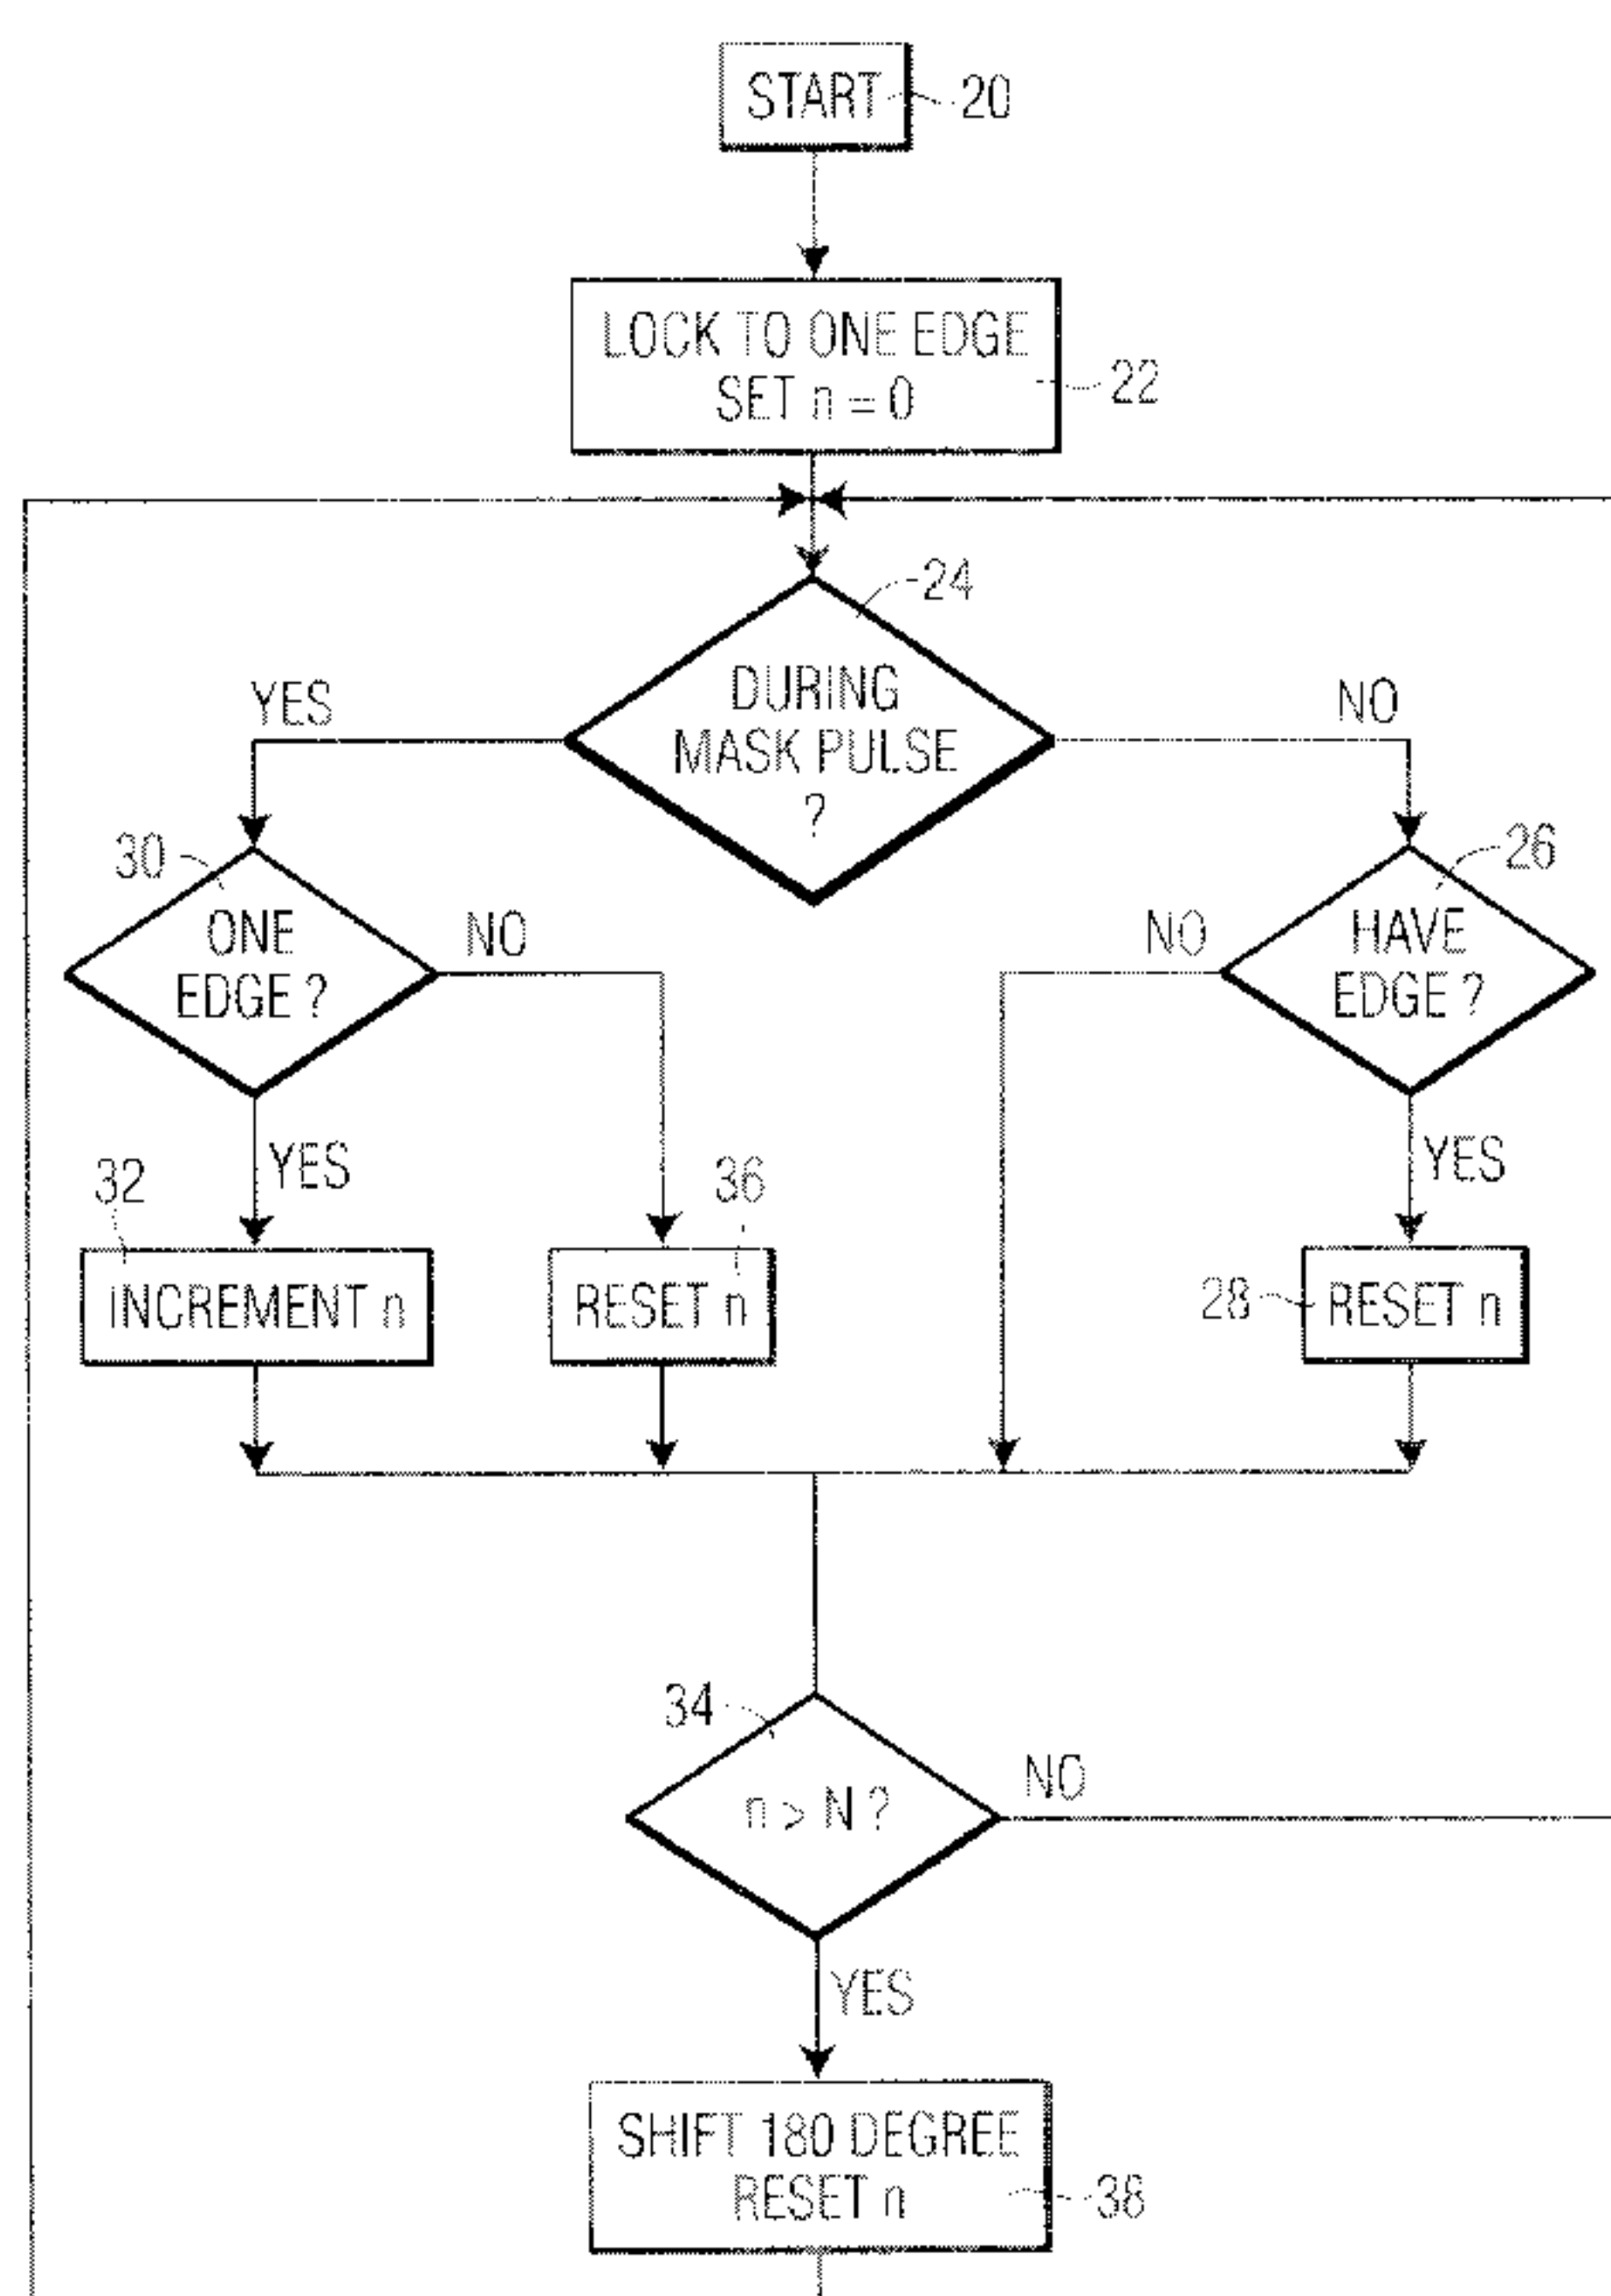 START
20
LOCK TO ONE EDGE
SET n = 0
22
24
DURING
MASK PULSE
?
YES
NO
30
ONE
EDGE ?
NO
26
HAVE
EDGE ?
NO
YES
YES
32
INCREMENT n
36
RESET n
28
RESET n
34
n > N ?
NO
YES
SHIFT 180 DEGREE
RESET n
38